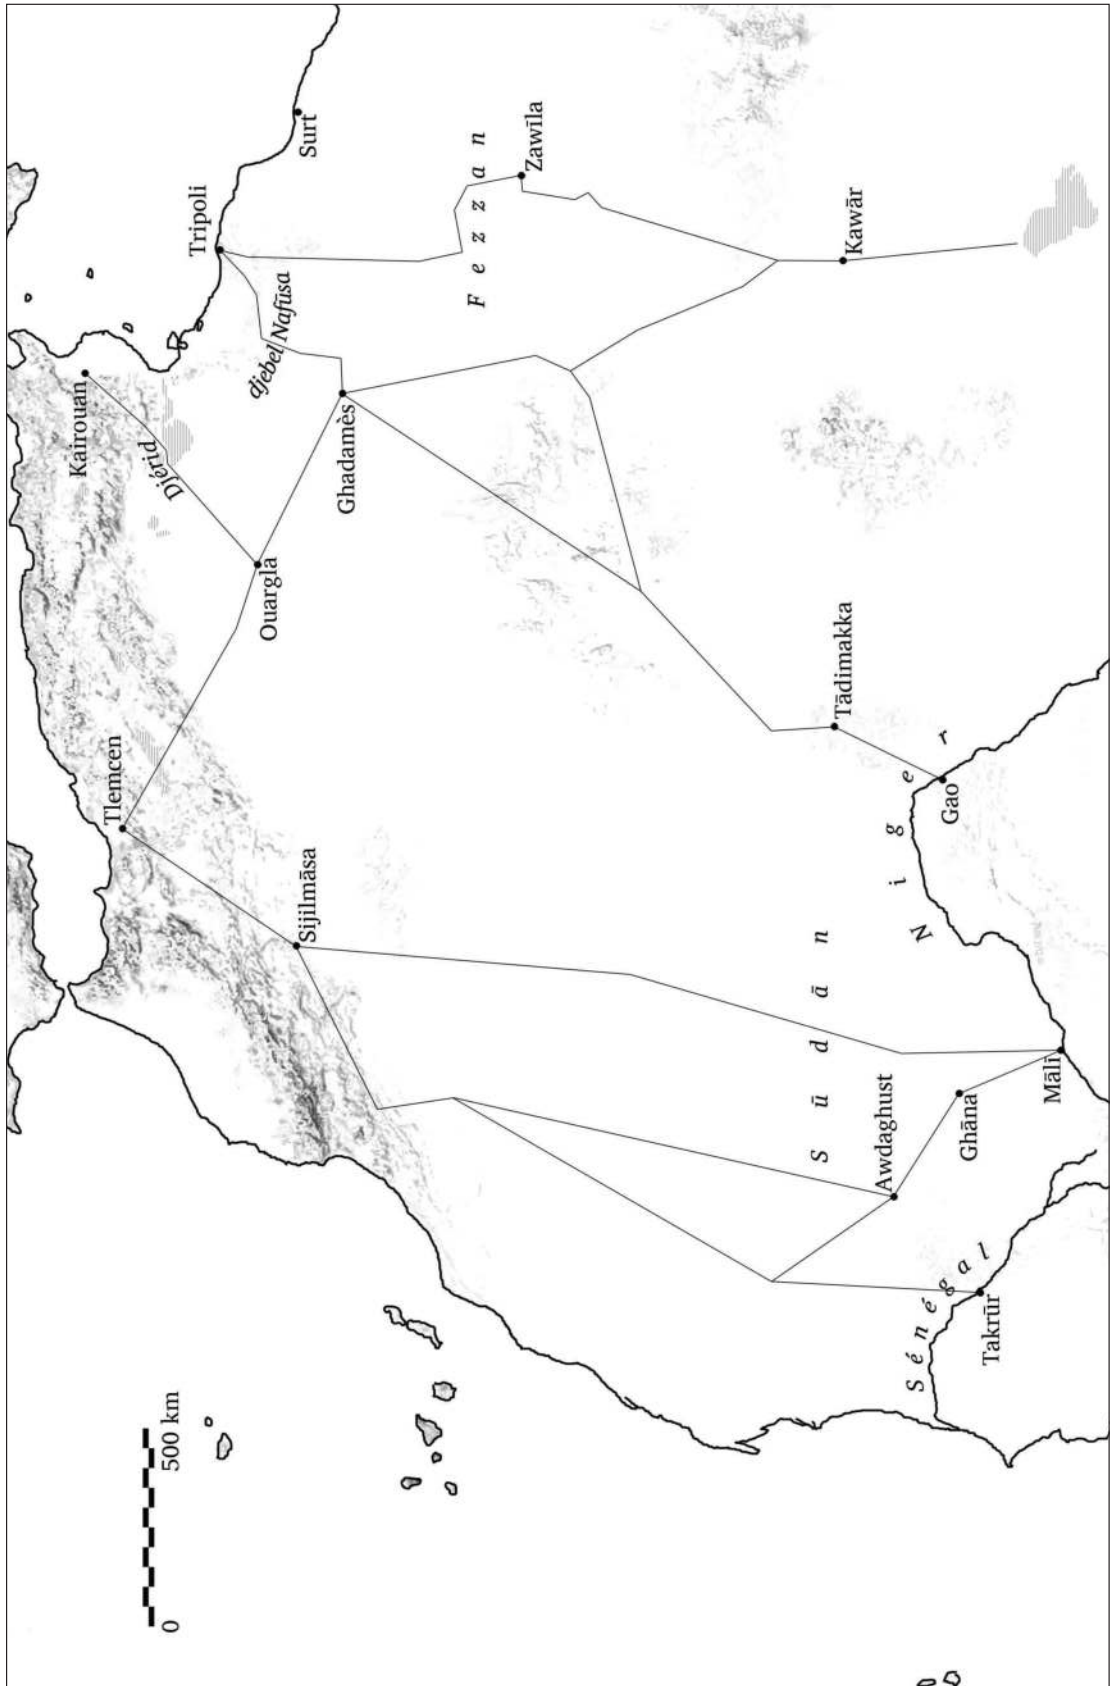 Kairouan
Djérid
Tripoli
Surt
djebel Nafūsa
Tlemcen
Ouargla
Ghadamès
Fezzan
Zawīla
Sijilmāsa
Kawār
Tādimakka
Sūdān
Niger
Gao
Awdaghust
Ghāna
Mālī
Sénégal
Takrūr
0 500 km